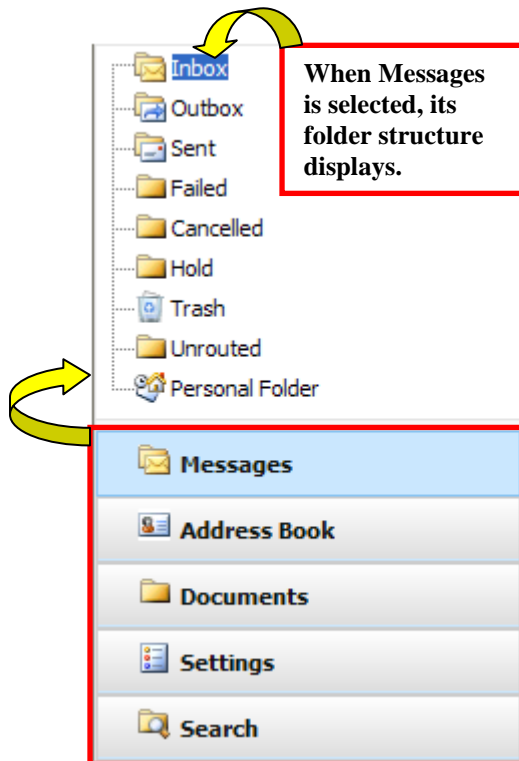 Inbox
Outbox
Sent
Failed
Cancelled
Hold
Trash
Unrouted
Personal Folder
When Messages
is selected, its
folder structure
displays.
Messages
Address Book
Documents
Settings
Search